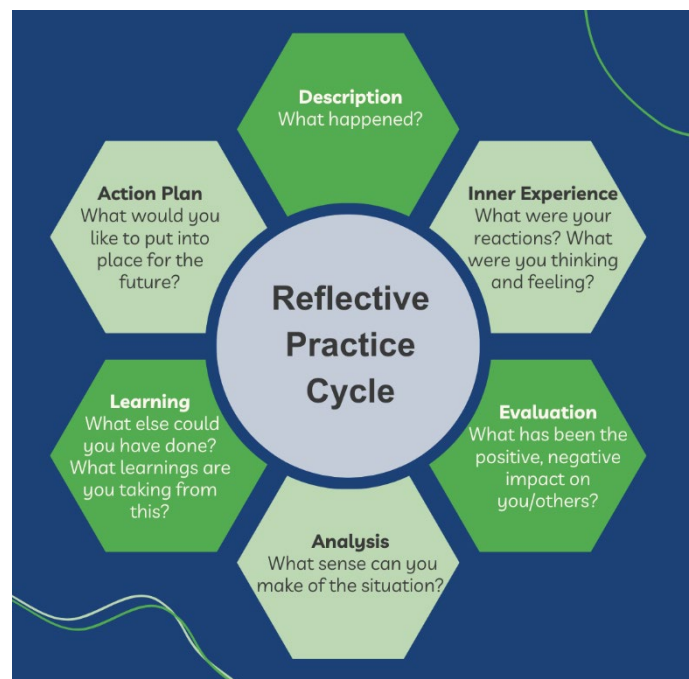 Description
What happened?
Inner Experience
What were your
reactions? What
were you thinking
and feeling?
Evaluation
What has been the
positive, negative
impact on
you/others?
Analysis
What sense can you
make of the situation?
Learning
What else could
you have done?
What learnings are
you taking from
this?
Action Plan
What would you
like to put into
place for the
future?
Reflective
Practice
Cycle